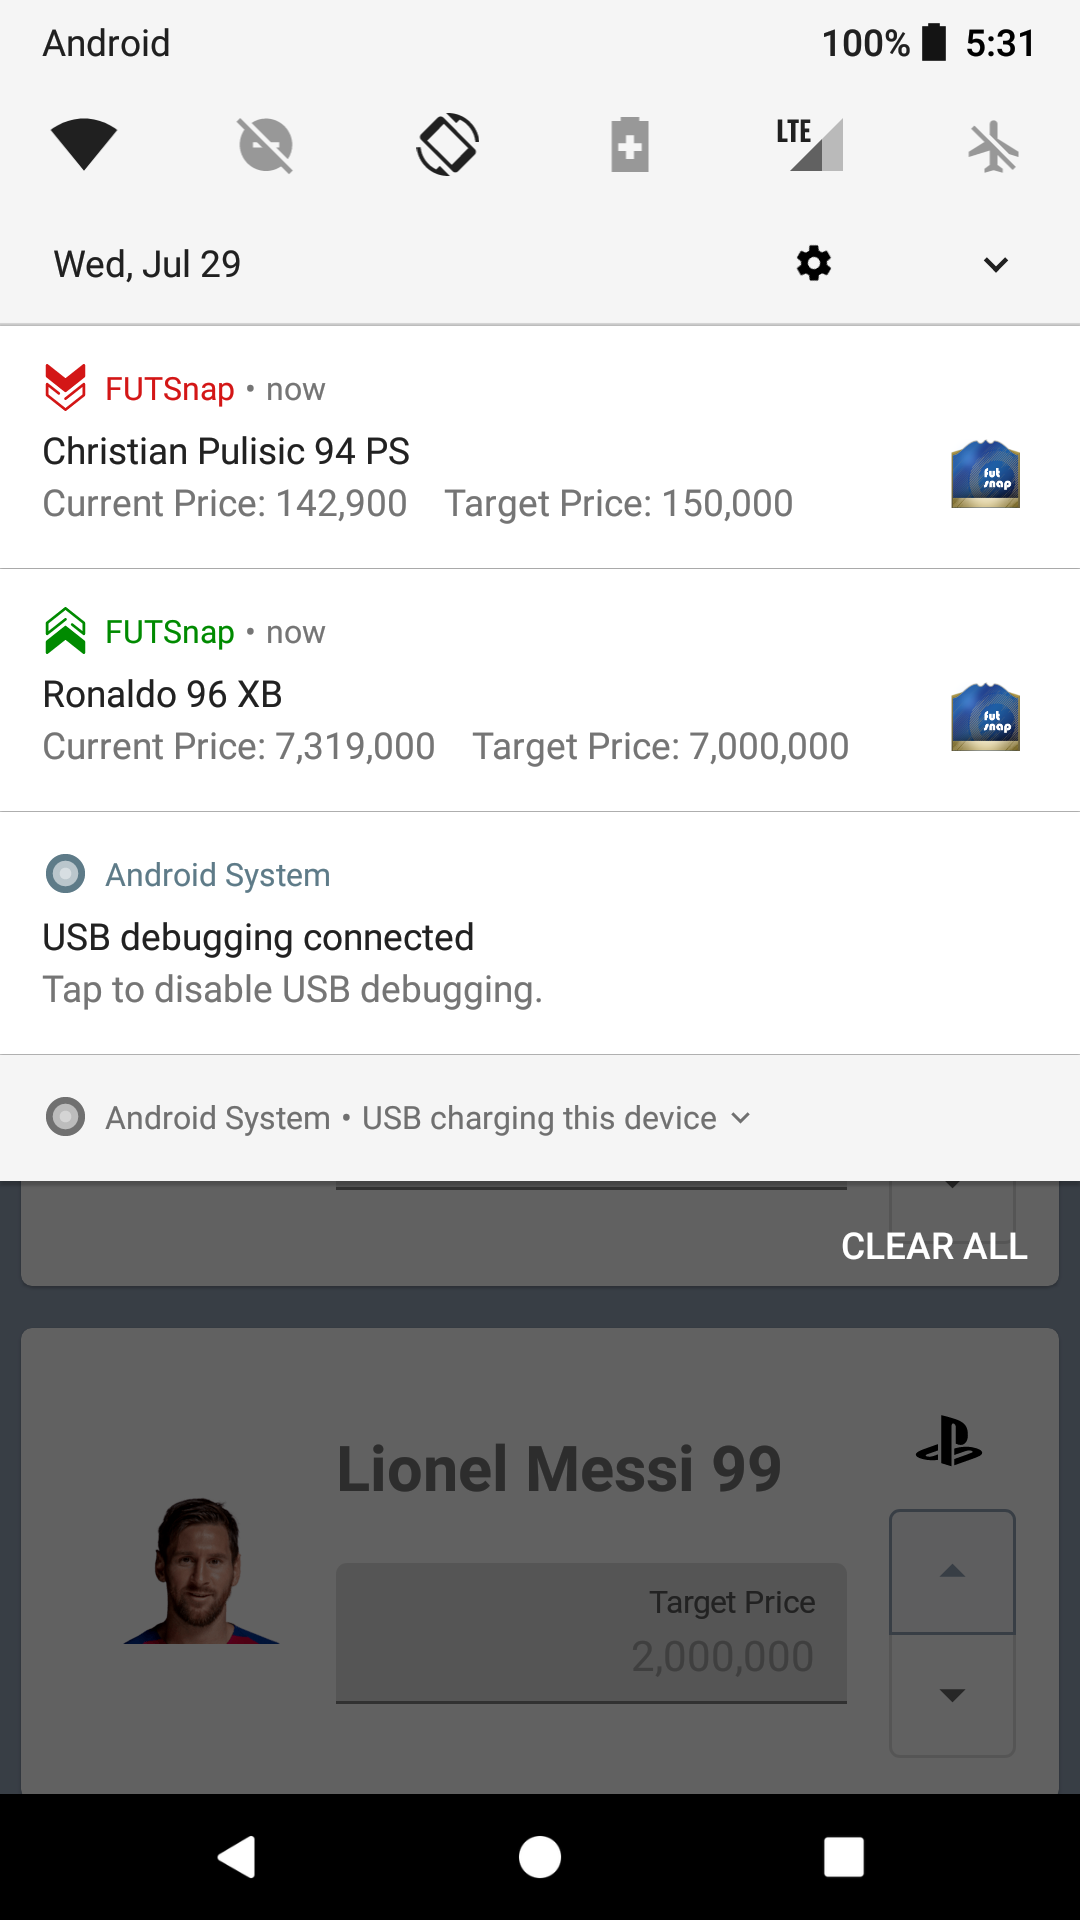 Android 100% 5:31
LTE
Wed, Jul 29
FUTSnap • now
Christian Pulisic 94 PS
Current Price: 142,900 Target Price: 150,000
fut
snap
FUTSnap • now
Ronaldo 96 XB
Current Price: 7,319,000 Target Price: 7,000,000
fut
snap
Android System
USB debugging connected
Tap to disable USB debugging.
Android System • USB charging this device
CLEAR ALL
Lionel Messi 99
Target Price
2,000,000